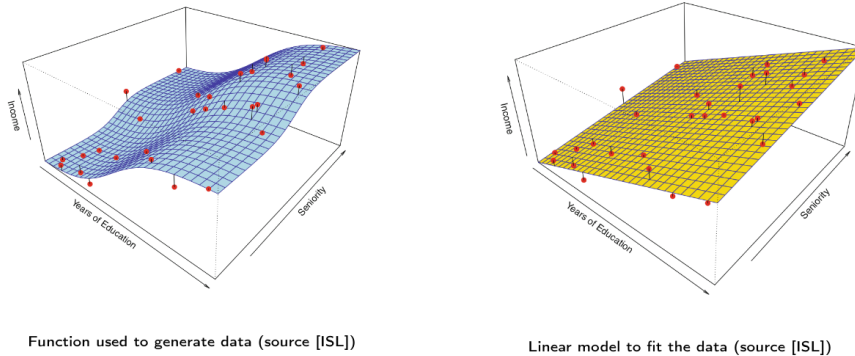 Income
Years of Education
Seniority
Income
Years of Education
Seniority
Function used to generate data (source [ISL])
Linear model to fit the data (source [ISL])